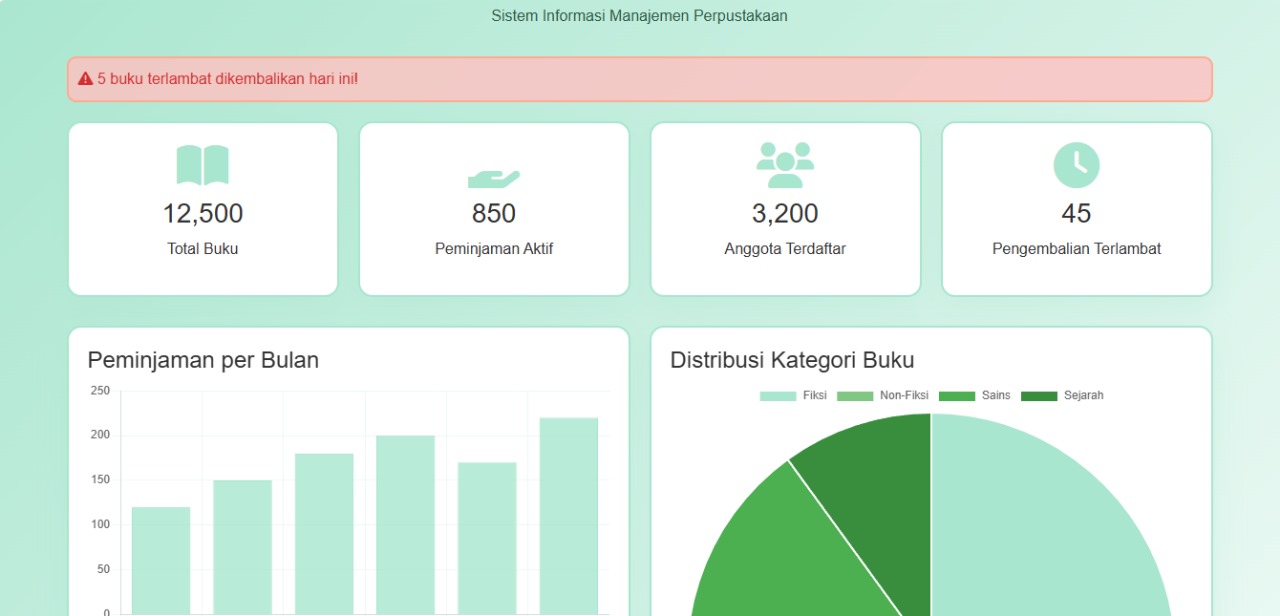 Sistem Informasi Manajemen Perpustakaan
5 buku terlambat dikembalikan hari ini!
12,500
Total Buku
850
Peminjaman Aktif
3,200
Anggota Terdaftar
45
Pengembalian Terlambat
Peminjaman per Bulan
250
200
150
100
50
0
Distribusi Kategori Buku
Fiksi Non-Fiksi Sains Sejarah